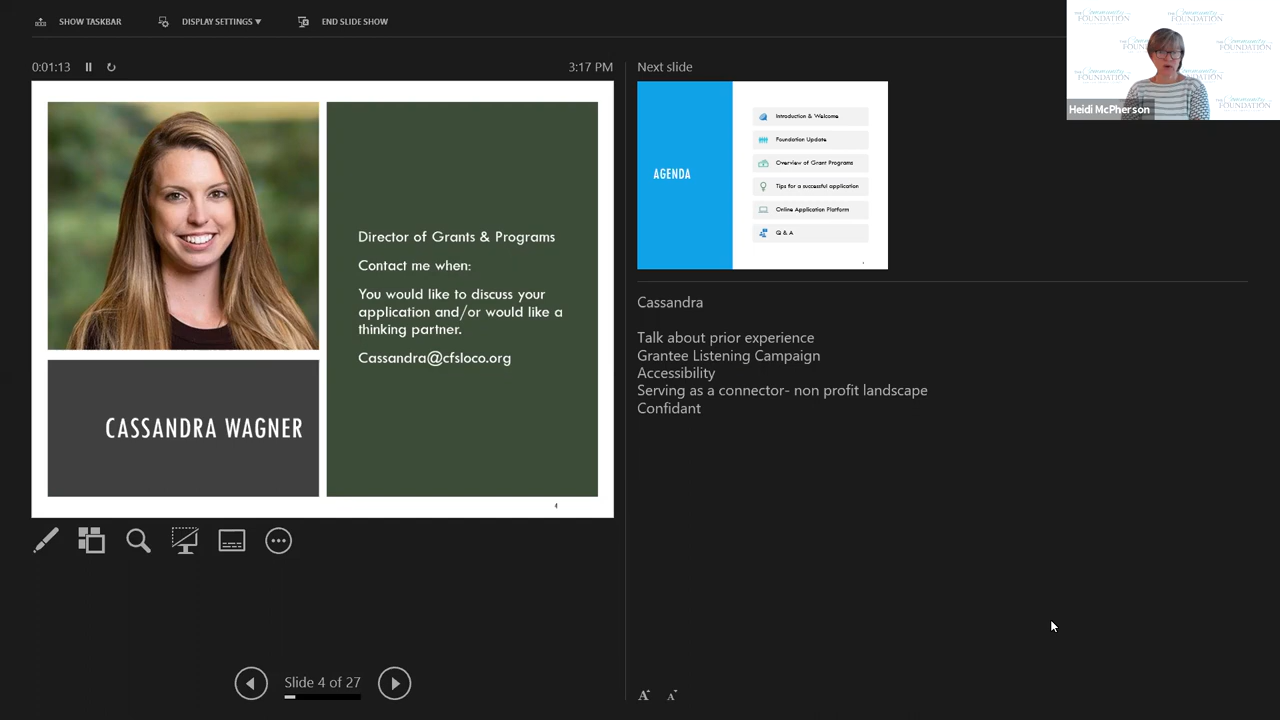 SHOW TASKBAR
DISPLAY SETTINGS
END SLIDE SHOW
0:01:13
3:17 PM
Director of Grants & Programs
Contact me when:
You would like to discuss your
application and/or would like a
thinking partner.
Cassandra@cfsloco.org
CASSANDRA WAGNER
4
Slide 4 of 27
Next slide
AGENDA
Introduction & Welcome
Foundation Update
Overview of Grant Programs
Tips for a successful application
Online Application Platform
Q & A
Cassandra
Talk about prior experience
Grantee Listening Campaign
Accessibility
Serving as a connector- non profit landscape
Confidant
A
A
THE Community
FOUNDATION
Heidi McPherson